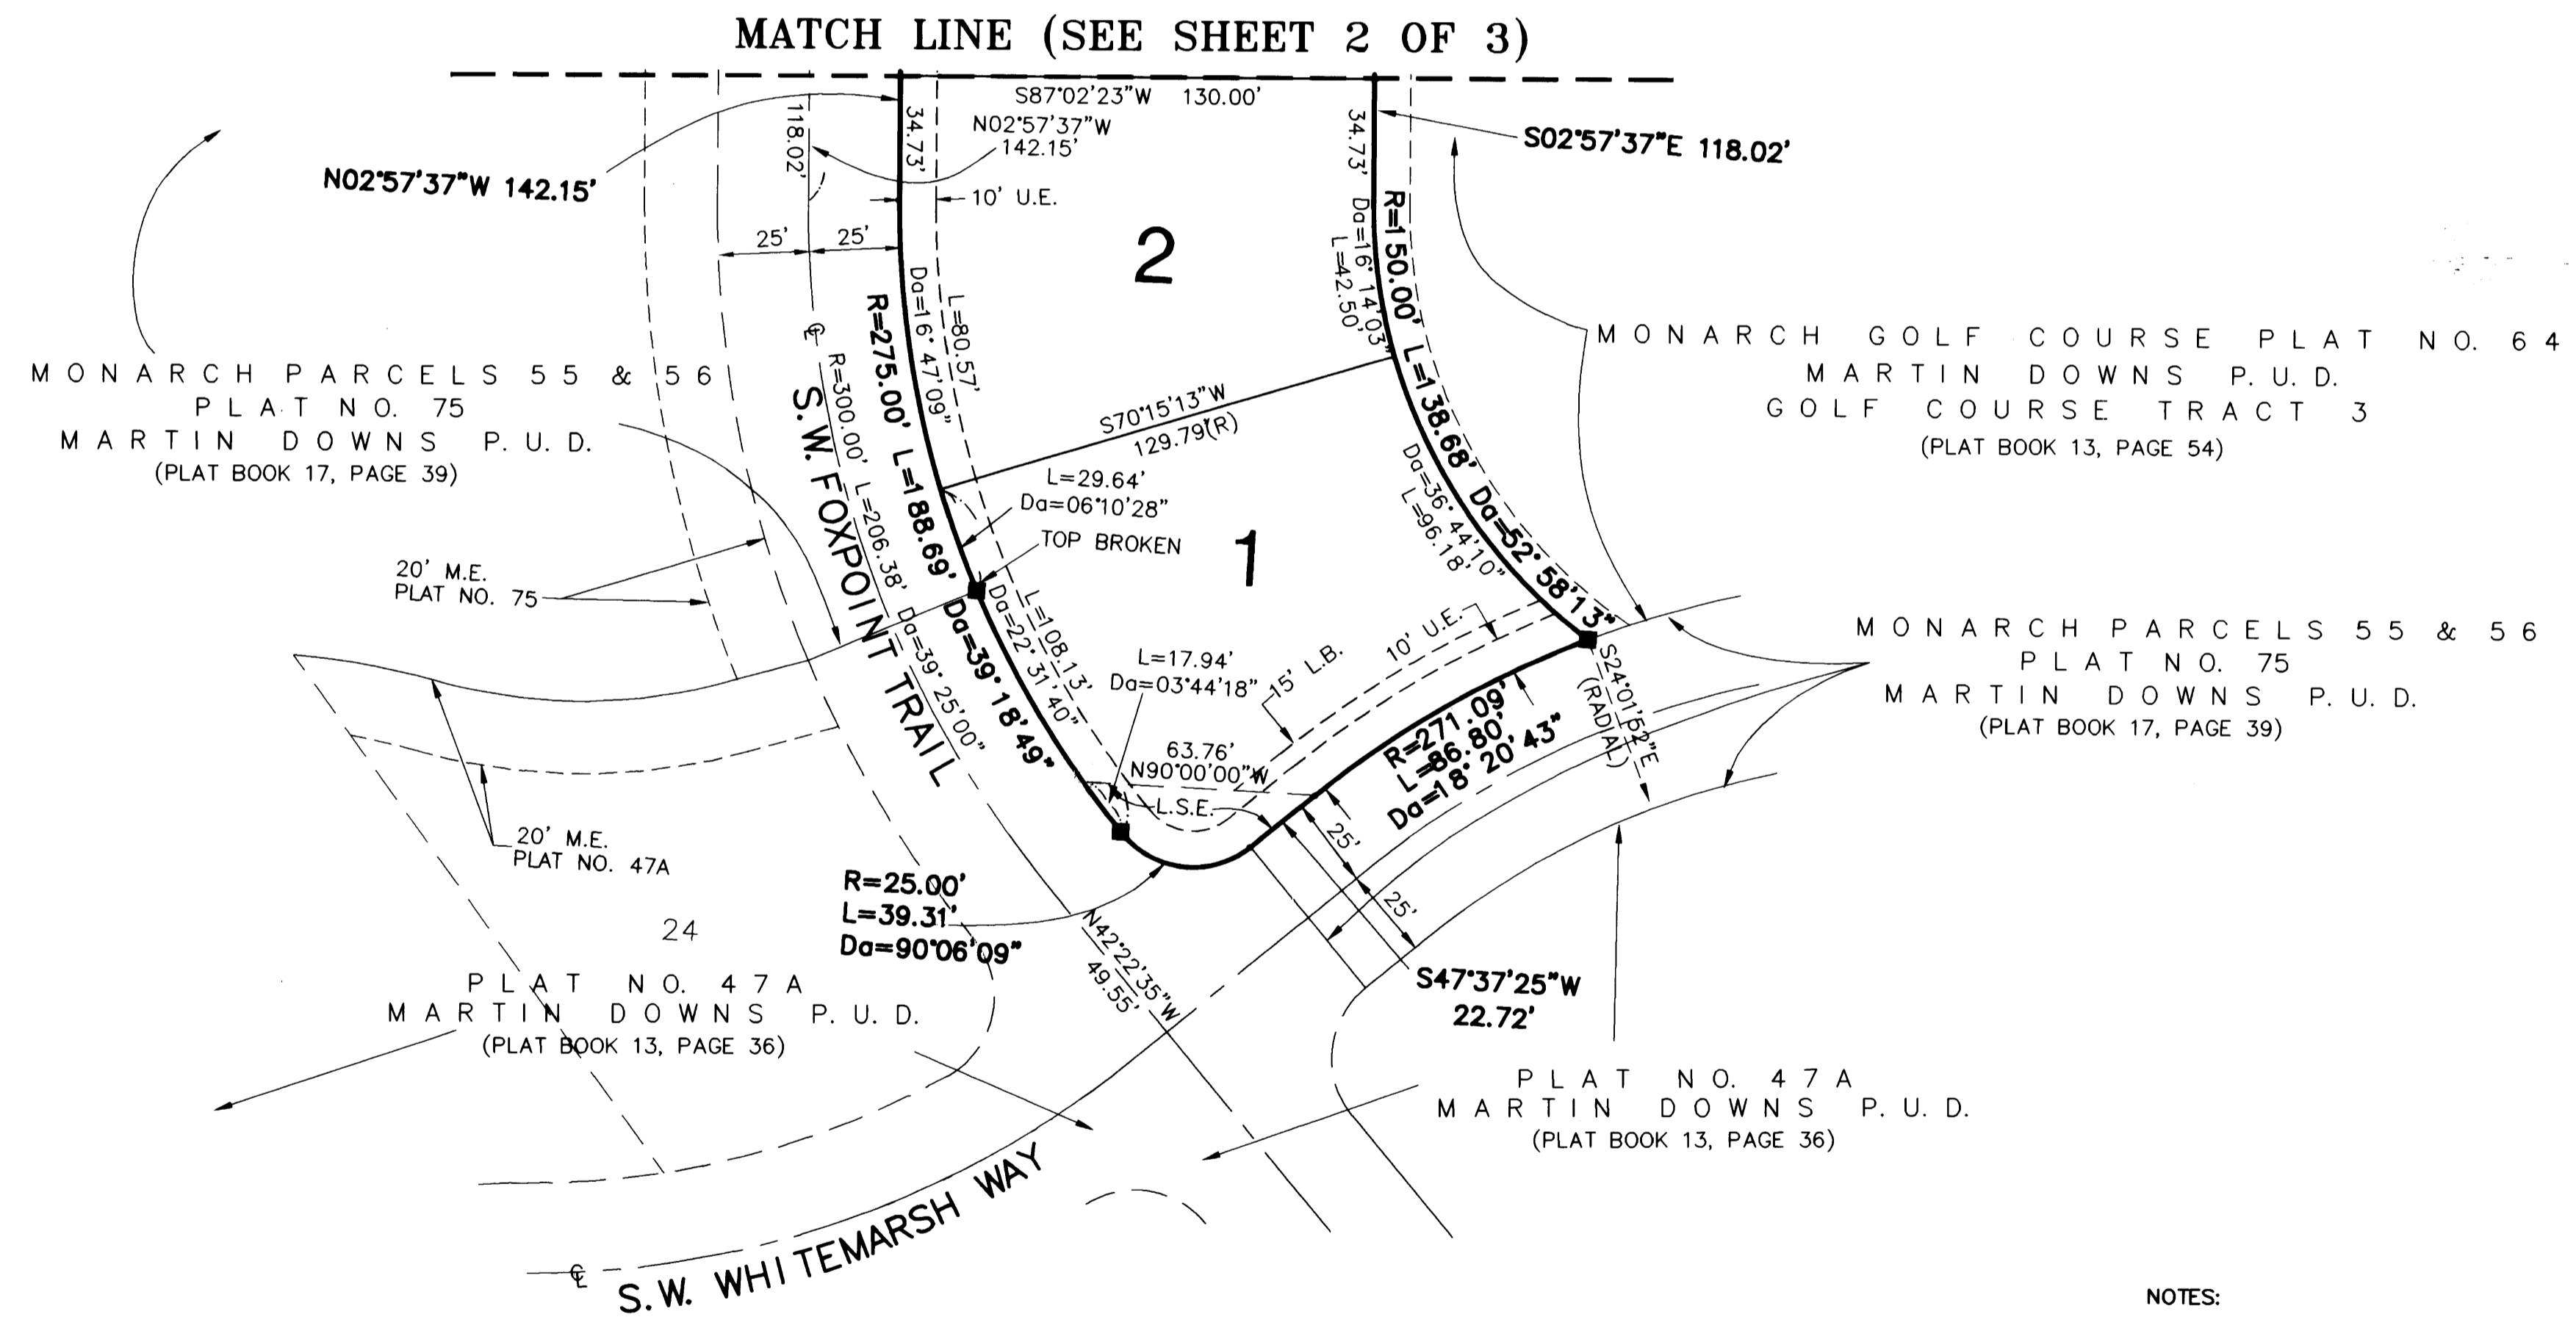 MATCH LINE (SEE SHEET 2 OF 3)
S87°02'23"W 130.00'
N02°57'37"W
142.15'
118.02'
34.73'
34.73'
S02°57'37"E 118.02'
N02°57'37"W 142.15'
10' U.E.
25'
25'
2
R=150.00' L=138.68' Da=52°58'13"
Da=16°14'03"
L=42.50'
Da=16°47'09"
L=80.57'
R=275.00' L=188.69' Da=39°18'49"
R=300.00' L=206.38' Da=39°25'00"
S.W. FOXPOINT TRAIL
MONARCH PARCELS 55 & 56
PLAT NO. 75
MARTIN DOWNS P.U.D.
(PLAT BOOK 17, PAGE 39)
MONARCH GOLF COURSE PLAT NO. 64
MARTIN DOWNS P.U.D.
GOLF COURSE TRACT 3
(PLAT BOOK 13, PAGE 54)
S70°15'13"W
129.79'(R)
L=29.64'
Da=06°10'28"
TOP BROKEN
1
Da=36°44'10"
L=96.18'
20' M.E.
PLAT NO. 75
L=108.13'
Da=22°31'40"
L=17.94'
Da=03°44'18"
15' L.B.
10' U.E.
63.76'
N90°00'00"W
L.S.E.
S24°01'52"E
(RADIAL)
R=271.09'
L=86.80'
Da=18°20'43"
MONARCH PARCELS 55 & 56
PLAT NO. 75
MARTIN DOWNS P.U.D.
(PLAT BOOK 17, PAGE 39)
25'
25'
20' M.E.
PLAT NO. 47A
R=25.00'
L=39.31'
Da=90°06'09"
24
N42°22'35"W
49.55'
S47°37'25"W
22.72'
PLAT NO. 47A
MARTIN DOWNS P.U.D.
(PLAT BOOK 13, PAGE 36)
PLAT NO. 47A
MARTIN DOWNS P.U.D.
(PLAT BOOK 13, PAGE 36)
S.W. WHITEMARSH WAY
NOTES: